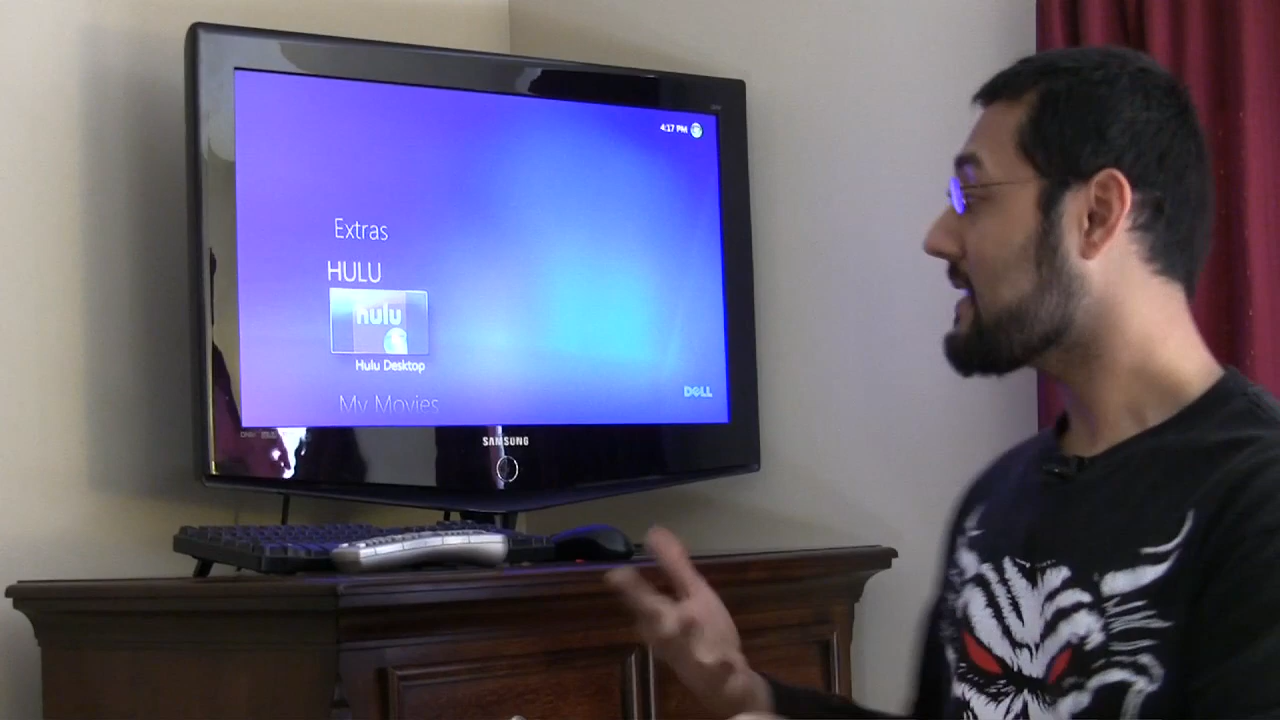 4:17 PM
Extras
HULU
hulu
Hulu Desktop
My Movies
DELL
SAMSUNG